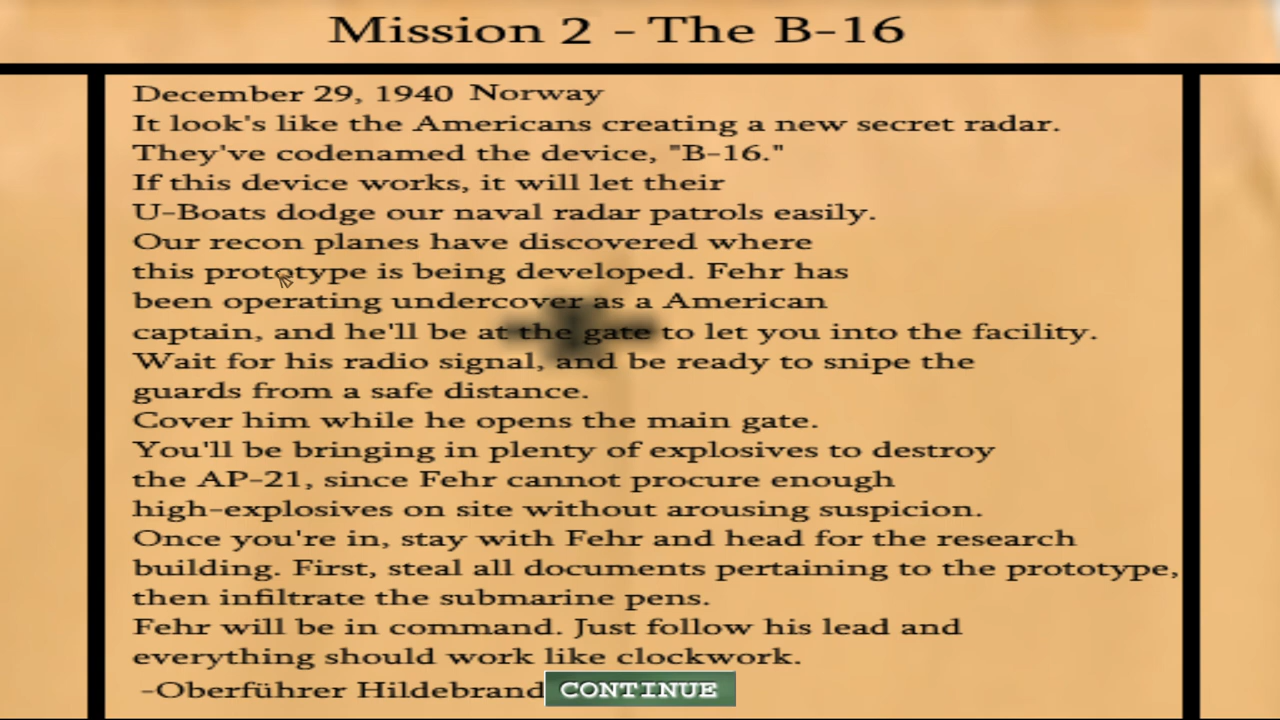 Mission 2 - The B-16
December 29, 1940 Norway
It look's like the Americans creating a new secret radar.
They've codenamed the device, "B-16."
If this device works, it will let their
U-Boats dodge our naval radar patrols easily.
Our recon planes have discovered where
this prototype is being developed. Fehr has
been operating undercover as a American
captain, and he'll be at the gate to let you into the facility.
Wait for his radio signal, and be ready to snipe the
guards from a safe distance.
Cover him while he opens the main gate.
You'll be bringing in plenty of explosives to destroy
the AP-21, since Fehr cannot procure enough
high-explosives on site without arousing suspicion.
Once you're in, stay with Fehr and head for the research
building. First, steal all documents pertaining to the prototype,
then infiltrate the submarine pens.
Fehr will be in command. Just follow his lead and
everything should work like clockwork.
-Oberführer Hildebrand
CONTINUE